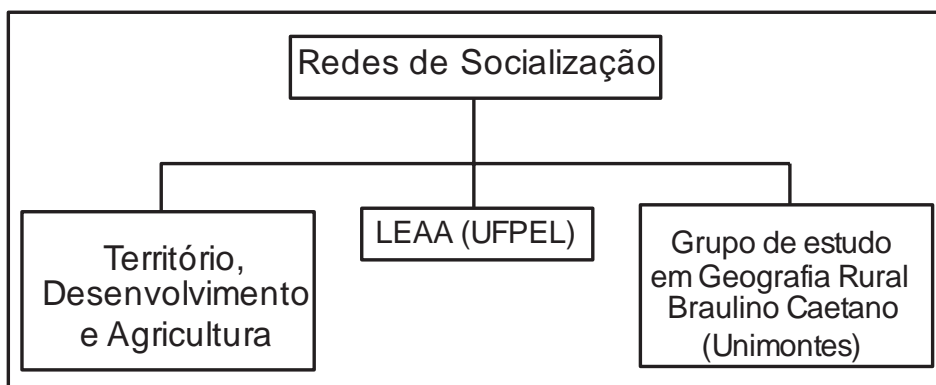 Redes de Socialização
Território,
Desenvolvimento
e Agricultura
LEAA (UFPEL)
Grupo de estudo
em Geografia Rural
Braulino Caetano
(Unimontes)